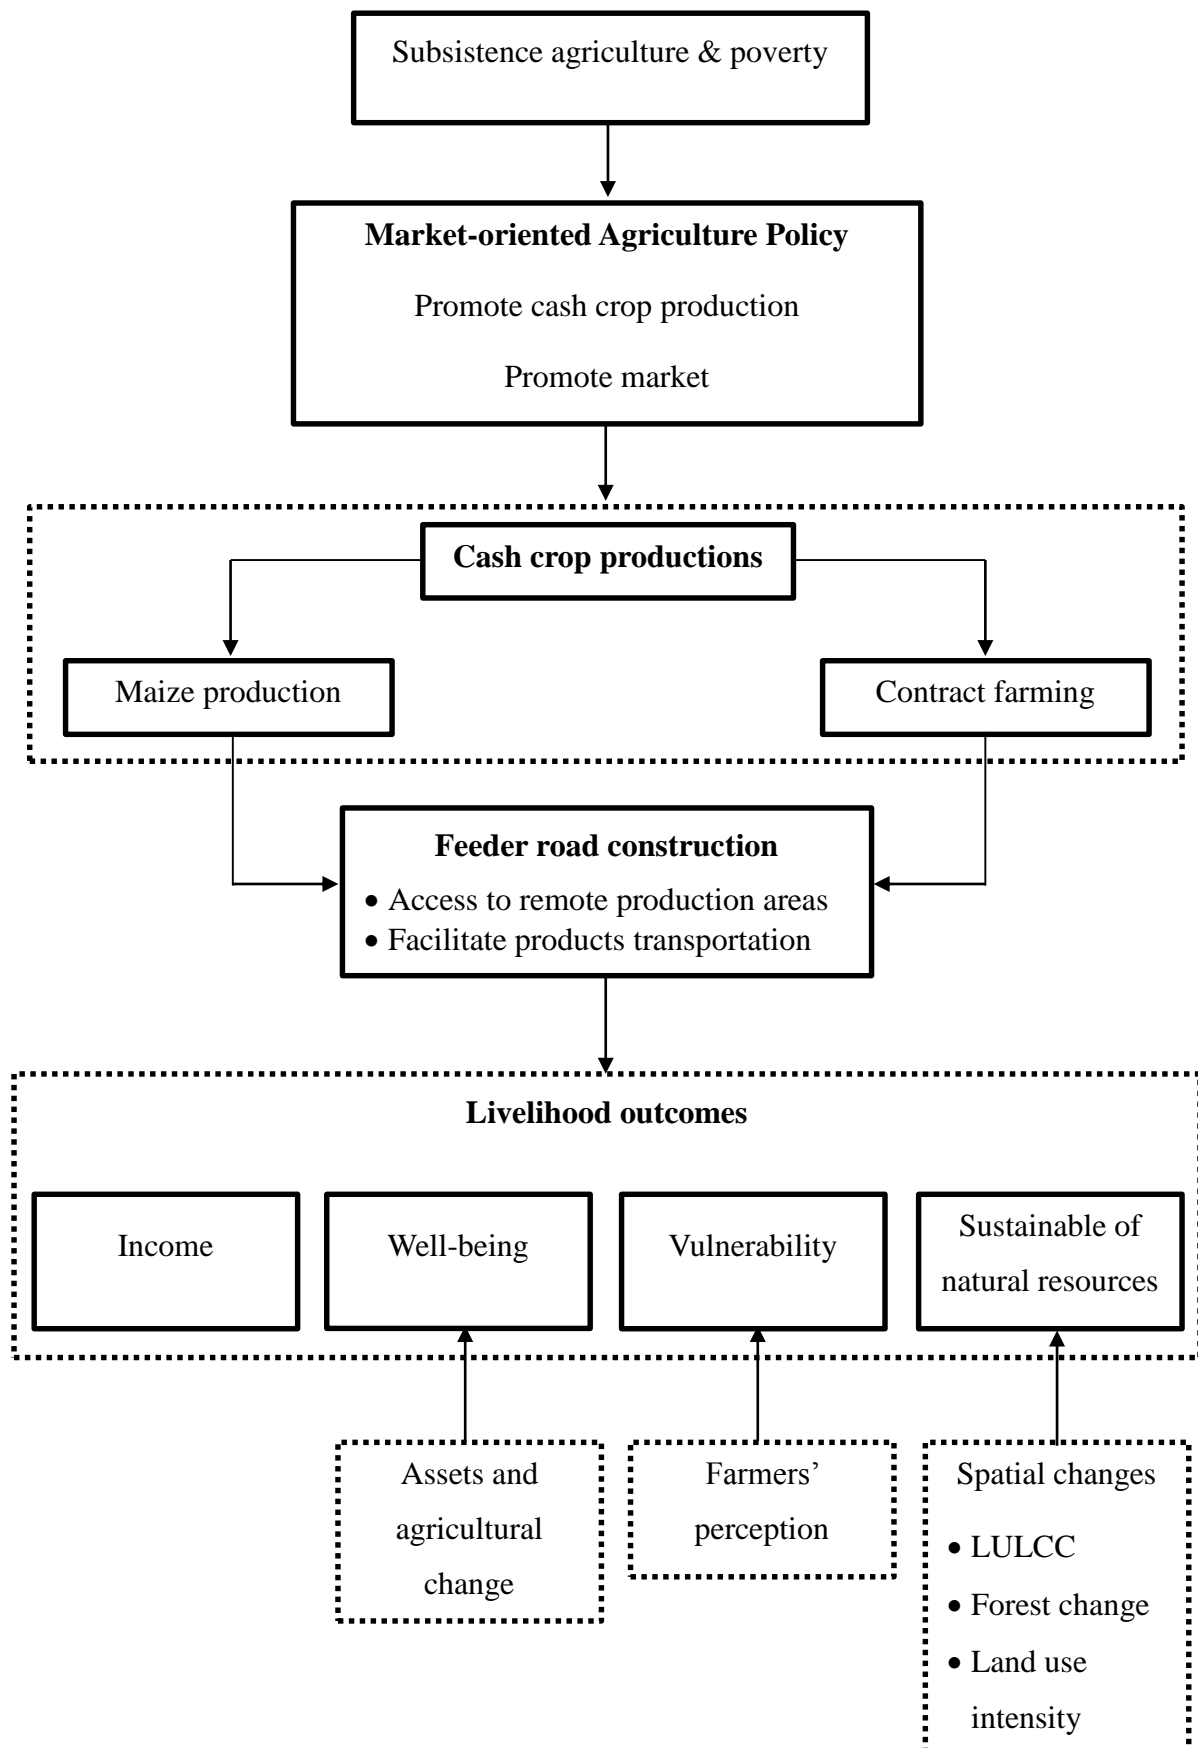 Subsistence agriculture & poverty
Market-oriented Agriculture Policy
Promote cash crop production
Promote market
Cash crop productions
Maize production
Contract farming
Feeder road construction
• Access to remote production areas
• Facilitate products transportation
Livelihood outcomes
Income
Well-being
Vulnerability
Sustainable of
natural resources
Assets and
agricultural
change
Farmers’
perception
Spatial changes
• LULCC
• Forest change
• Land use
intensity